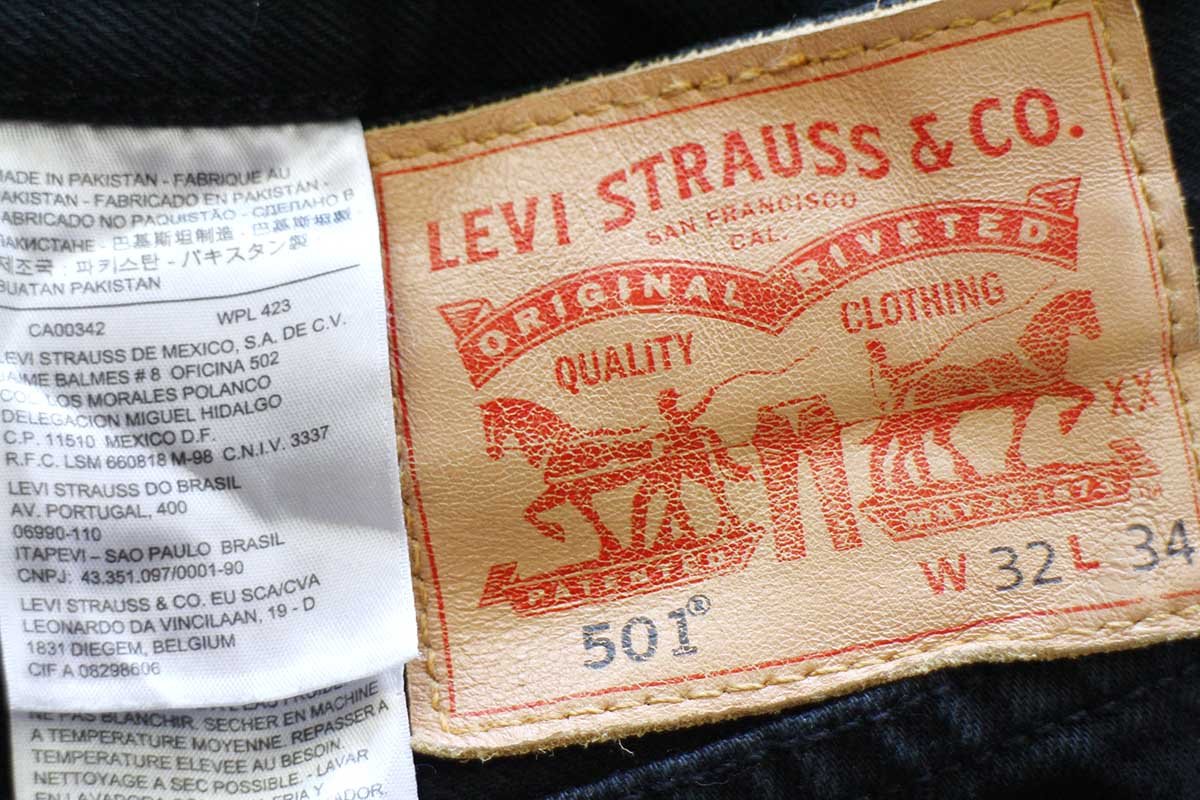 MADE IN PAKISTAN - FABRIQUE AU
PAKISTAN - FABRICADO EN PAKISTAN -
FABRICADO NO PAQUISTÃO - СДЕЛАНО В
ПАКИСТАНЕ - 巴基斯坦制造 - 巴基斯坦製
제조국 : 파키스탄 - パキスタン製
BUATAN PAKISTAN
CA00342 WPL 423
LEVI STRAUSS DE MEXICO, S.A. DE C.V.
JAIME BALMES # 8 OFICINA 502
COL. LOS MORALES POLANCO
DELEGACION MIGUEL HIDALGO
C.P. 11510 MEXICO D.F.
R.F.C. LSM 660818 M-98 C.N.I.V. 3337
LEVI STRAUSS DO BRASIL
AV. PORTUGAL, 400
06990-110
ITAPEVI – SAO PAULO BRASIL
CNPJ: 43.351.097/0001-90
LEVI STRAUSS & CO. EU SCA/CVA
LEONARDO DA VINCILAAN, 19 - D
1831 DIEGEM, BELGIUM
CIF A 08298606
NE PAS BLANCHIR. SECHER EN MACHINE
A TEMPERATURE MOYENNE. REPASSER A
TEMPERATURE ELEVEE AU BESOIN.
NETTOYAGE A SEC POSSIBLE. - LAVAR
LEVI STRAUSS & CO.
SAN FRANCISCO
CAL.
ORIGINAL RIVETED
QUALITY CLOTHING
XX
PATENTED MAY 20 1873
W 32 L 34
501®